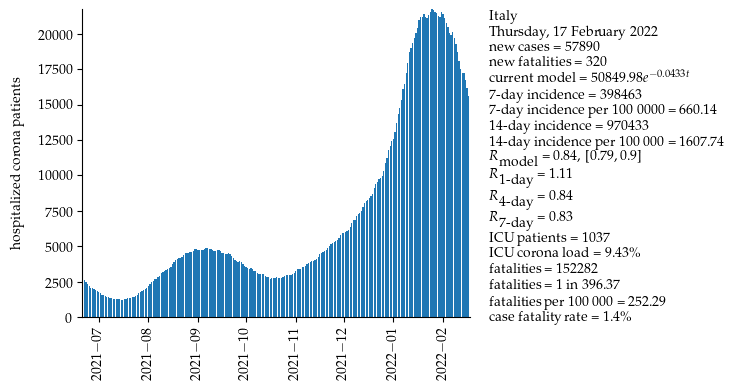 hospitalized corona patients
20000
17500
15000
12500
10000
7500
5000
2500
0
2021−07
2021−08
2021−09
2021−10
2021−11
2021−12
2022−01
2022−02
Italy
Thursday, 17 February 2022
new cases = 57890
new fatalities = 320
current model = 50849.98e^{−0.0433t}
7-day incidence = 398463
7-day incidence per 100 0000 = 660.14
14-day incidence = 970433
14-day incidence per 100 000 = 1607.74
R_model = 0.84, [0.79, 0.9]
R_1-day = 1.11
R_4-day = 0.84
R_7-day = 0.83
ICU patients = 1037
ICU corona load = 9.43%
fatalities = 152282
fatalities = 1 in 396.37
fatalities per 100 000 = 252.29
case fatality rate = 1.4%